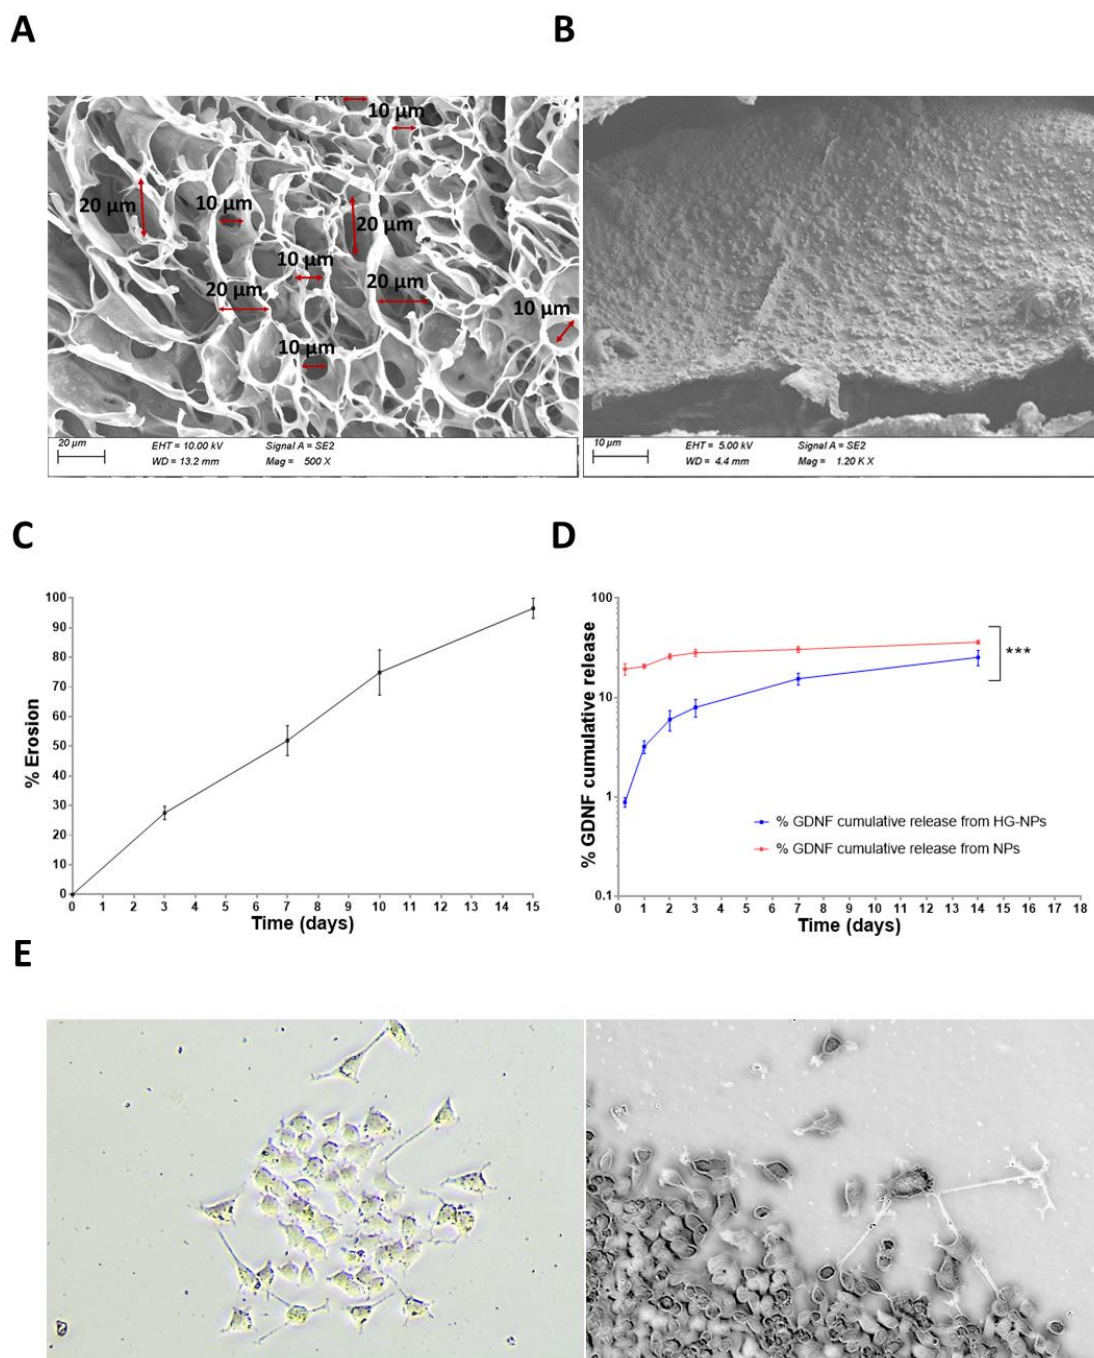 A
B
10 µm
10 µm
20 µm
10 µm
20 µm
10 µm
20 µm
20 µm
10 µm
10 µm
20 µm
EHT = 10.00 kV
Signal A = SE2
WD = 13.2 mm
Mag = 500 X
10 µm
EHT = 5.00 kV
Signal A = SE2
WD = 4.4 mm
Mag = 1.20 K X
C
D
% Erosion
100
90
80
70
60
50
40
30
20
10
0
0 1 2 3 4 5 6 7 8 9 10 11 12 13 14 15
Time (days)
% GDNF cumulative release
100
10
1
0.1
***
% GDNF cumulative release from HG-NPs
% GDNF cumulative release from NPs
0 1 2 3 4 5 6 7 8 9 10 11 12 13 14 15 16 17 18
Time (days)
E